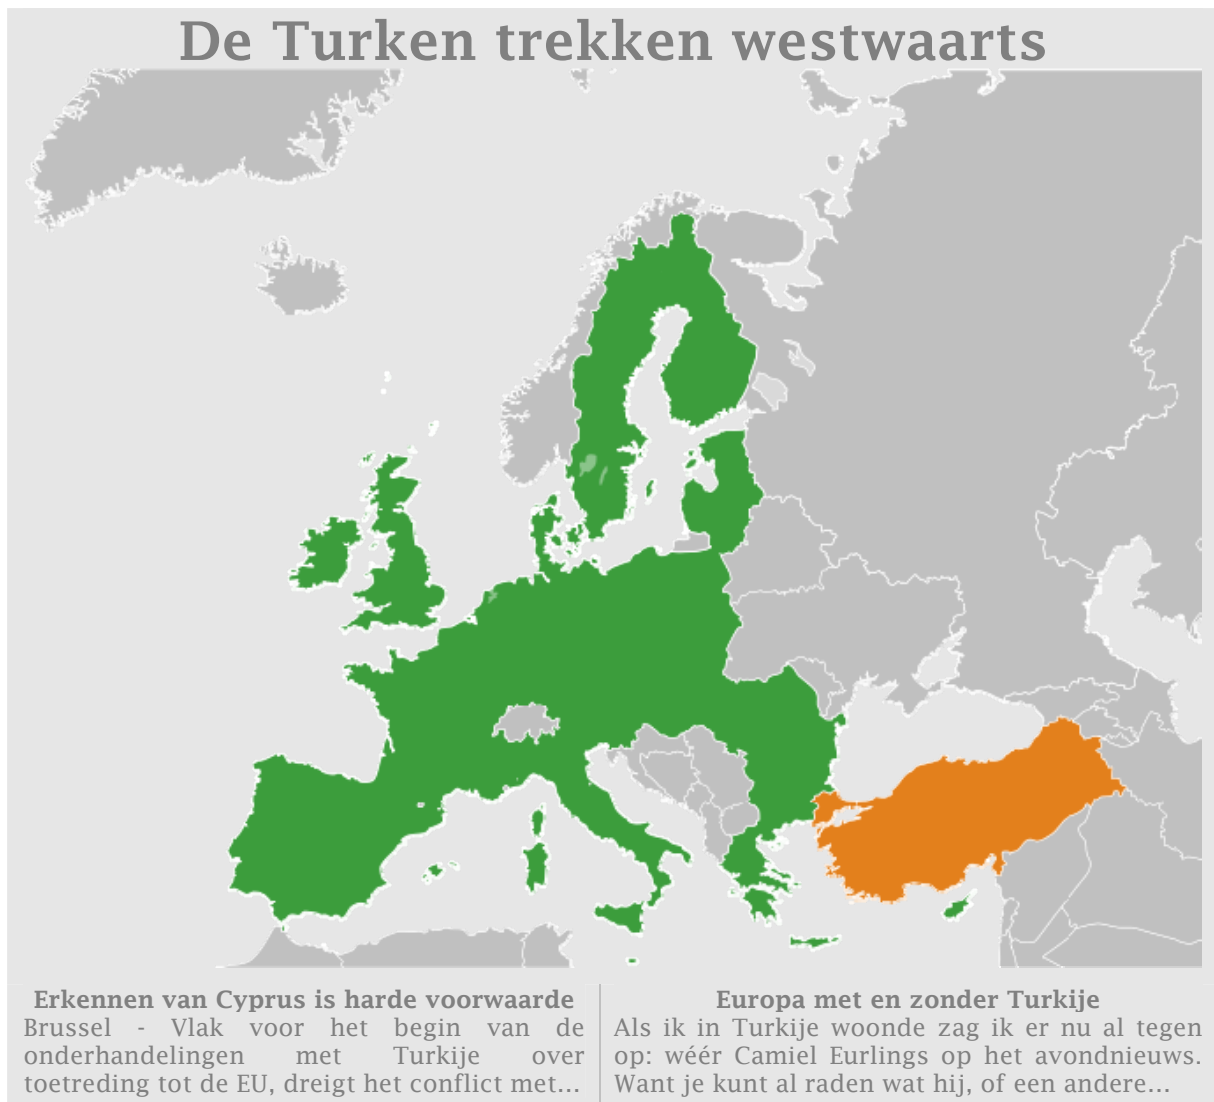 De Turken trekken westwaarts
Erkennen van Cyprus is harde voorwaarde
Brussel - Vlak voor het begin van de
onderhandelingen met Turkije over
toetreding tot de EU, dreigt het conflict met...
Europa met en zonder Turkije
Als ik in Turkije woonde zag ik er nu al tegen
op: wéér Camiel Eurlings op het avondnieuws.
Want je kunt al raden wat hij, of een andere...